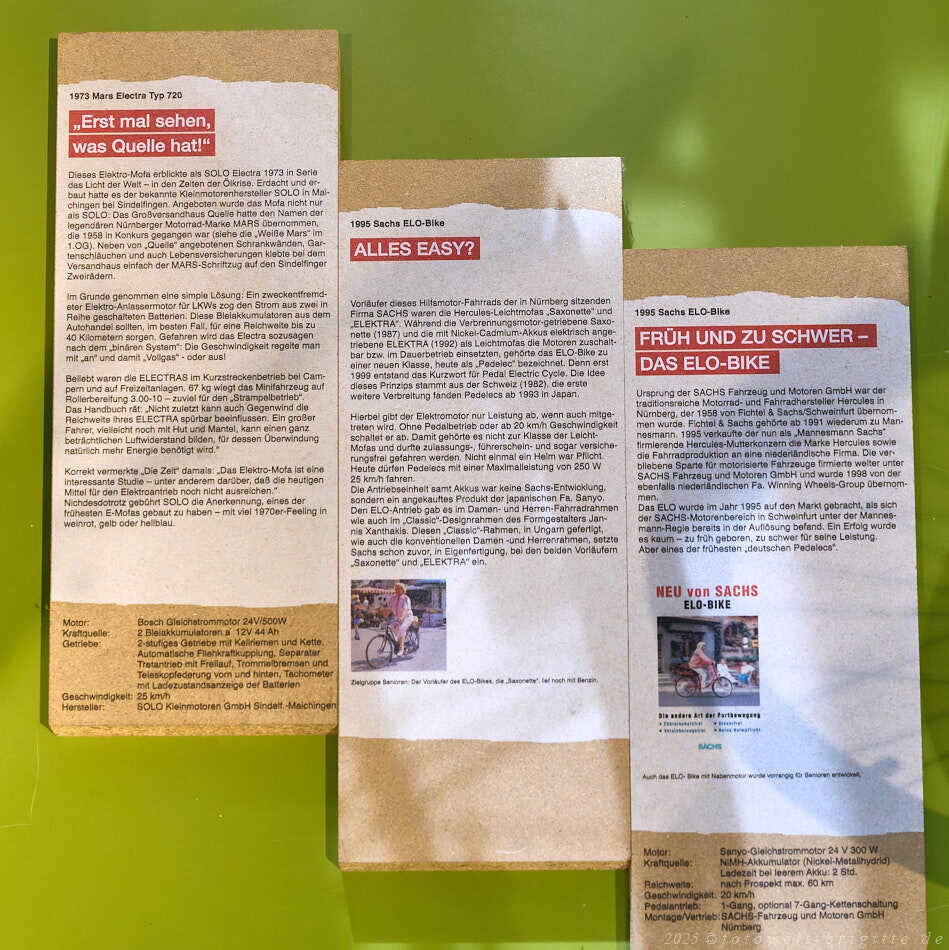 1973 Mars Electra Typ 720
„Erst mal sehen,
was Quelle hat!“
Dieses Elektro-Mofa erblickte als SOLO Electra 1973 in Serie
das Licht der Welt – in den Zeiten der Ölkrise. Erdacht und er-
baut hatte es der bekannte Kleinmotorenhersteller SOLO in Mai-
chingen bei Sindelfingen. Angeboten wurde das Mofa nicht nur
als SOLO: Das Großversandhaus Quelle hatte den Namen der
legendären Nürnberger Motorrad-Marke MARS übernommen,
die 1958 in Konkurs gegangen war (siehe die „Weiße Mars“ im
1.OG). Neben von „Quelle“ angebotenen Schrankwänden, Gar-
tenschläuchen und auch Lebensversicherungen klebte bei dem
Versandhaus einfach der MARS-Schriftzug auf den Sindelfinger
Zweirädern.
Im Grunde genommen eine simple Lösung: Ein zweckentfremd-
eter Elektro-Anlassermotor für LKWs zog den Strom aus zwei in
Reihe geschalteten Batterien. Diese Bleiakkumulatoren aus dem
Autohandel sollten, im besten Fall, für eine Reichweite bis zu
40 Kilometern sorgen. Gefahren wird das Electra sozusagen
nach dem „binären System“: Die Geschwindigkeit regelte man
mit „an“ und damit „Vollgas“ - oder aus!
Beliebt waren die ELECTRAS im Kurzstreckenbetrieb bei Cam-
pern und auf Freizeitanlagen. 67 kg wiegt das Minifahrzeug auf
Rollerbereifung 3.00-10 – zuviel für den „Strampelbetrieb“.
Das Handbuch rät: „Nicht zuletzt kann auch Gegenwind die
Reichweite ihres ELECTRA spürbar beeinflussen. Ein großer
Fahrer, vielleicht noch mit Hut und Mantel, kann einen ganz
beträchtlichen Luftwiderstand bilden, für dessen Überwindung
natürlich mehr Energie benötigt wird.“
Korrekt vermerkte „Die Zeit“ damals: „Das Elektro-Mofa ist eine
interessante Studie – unter anderem darüber, daß die heutigen
Mittel für den Elektroantrieb noch nicht ausreichen.“
Nichdesdotrotz gebührt SOLO die Anerkennung, eines der
frühesten E-Mofas gebaut zu haben – mit viel 1970er-Feeling in
weinrot, gelb oder hellblau.
Motor: Bosch Gleichstrommotor 24V/500W
Kraftquelle: 2 Bleiakkumulatoren a´ 12V 44 Ah
Getriebe: 2-stufiges Getriebe mit Keilriemen und Kette,
Automatische Fliehkraftkupplung, Separater
Tretantrieb mit Freilauf, Trommelbremsen und
Teleskopfederung vorn und hinten, Tachometer
mit Ladezustandsanzeige der Batterien
Geschwindigkeit: 25 km/h
Hersteller: SOLO Kleinmotoren GmbH Sindelf.-Maichingen
1995 Sachs ELO-Bike
ALLES EASY?
Vorläufer dieses Hilfsmotor-Fahrrads der in Nürnberg sitzenden
Firma SACHS waren die Hercules-Leichtmofas „Saxonette“ und
„ELEKTRA“. Während die Verbrennungsmotor-getriebene Saxo-
nette (1987) und die mit Nickel-Cadmium-Akkus elektrisch ange-
triebene ELEKTRA (1992) als Leichtmofas die Motoren zuschalt-
bar bzw. im Dauerbetrieb einsetzten, gehörte das ELO-Bike zu
einer neuen Klasse, heute als „Pedelec“ bezeichnet. Denn erst
1999 entstand das Kurzwort für Pedal Electric Cycle. Die Idee
dieses Prinzips stammt aus der Schweiz (1982), die erste
weitere Verbreitung fanden Pedelecs ab 1993 in Japan.
Hierbei gibt der Elektromotor nur Leistung ab, wenn auch mitge-
treten wird. Ohne Pedalbetrieb oder ab 20 km/h Geschwindigkeit
schaltet er ab. Damit gehörte es nicht zur Klasse der Leicht-
Mofas und durfte zulassungs-, führerschein- und sogar versiche-
rungsfrei gefahren werden. Nicht einmal ein Helm war Pflicht.
Heute dürfen Pedelecs mit einer Maximalleistung von 250 W
25 km/h fahren.
Die Antriebseinheit samt Akkus war keine Sachs-Entwicklung,
sondern ein angekauftes Produkt der japanischen Fa. Sanyo.
Den ELO-Antrieb gab es im Damen- und Herren-Fahrradrahmen
wie auch im „Classic“-Designrahmen des Formgestalters Jan-
nis Xanthakis. Diesen „Classic“-Rahmen, in Ungarn gefertigt,
wie auch die konventionellen Damen -und Herrenrahmen, setzte
Sachs schon zuvor, in Eigenfertigung, bei den beiden Vorläufern
„Saxonette“ und „ELEKTRA“ ein.
Zielgruppe Senioren: Der Vorläufer des ELO-Bikes, die „Saxonette“, lief noch mit Benzin.
1995 Sachs ELO-Bike
FRÜH UND ZU SCHWER –
DAS ELO-BIKE
Ursprung der SACHS Fahrzeug und Motoren GmbH war der
traditionsreiche Motorrad- und Fahrradhersteller Hercules in
Nürnberg, der 1958 von Fichtel & Sachs/Schweinfurt übernom-
men wurde. Fichtel & Sachs gehörte ab 1991 wiederum zu Man-
nesmann. 1995 verkaufte der nun als „Mannesmann Sachs“
firmierende Hercules-Mutterkonzern die Marke Hercules sowie
die Fahrradproduktion an eine niederländische Firma. Die ver-
bliebene Sparte für motorisierte Fahrzeuge firmierte weiter unter
SACHS Fahrzeug und Motoren GmbH und wurde 1998 von der
ebenfalls niederländischen Fa. Winning Wheels-Group übernom-
men.
Das ELO wurde im Jahr 1995 auf den Markt gebracht, als sich
der SACHS-Motorenbereich in Schweinfurt unter der Mannes-
mann-Regie bereits in der Auflösung befand. Ein Erfolg wurde
es kaum – zu früh geboren, zu schwer für seine Leistung.
Aber eines der frühesten „deutschen Pedelecs“.
NEU von SACHS
ELO-BIKE
Die andere Art der Fortbewegung
• Führerscheinfrei • Steuerfrei
• Versicherungsfrei • Keine Helmpflicht
SACHS
Auch das ELO- Bike mit Nabenmotor wurde vorrangig für Senioren entwickelt.
Motor: Sanyo-Gleichstrommotor 24 V 300 W
Kraftquelle: NiMH-Akkumulator (Nickel-Metallhydrid)
Ladezeit bei leerem Akku: 2 Std.
Reichweite: nach Prospekt max. 60 km
Geschwindigkeit: 20 km/h
Pedalantrieb: 1-Gang, optional 7-Gang-Kettenschaltung
Montage/Vertrieb: SACHS-Fahrzeug und Motoren GmbH
Nürnberg
2025 ©